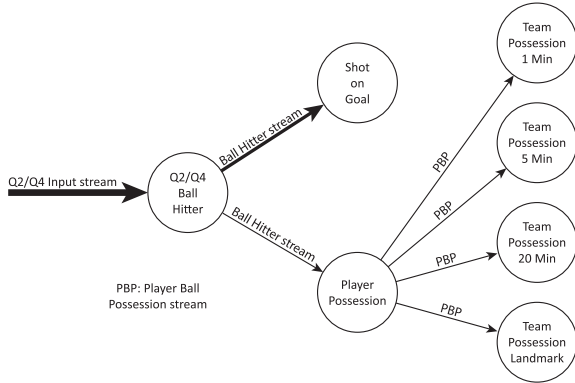 Team
Possession
1 Min
Shot
on
Goal
Ball Hitter stream
PBP
Team
Possession
5 Min
Q2/Q4 Input stream
Q2/Q4
Ball
Hitter
PBP
Ball Hitter stream
Team
Possession
20 Min
PBP
Player
Possession
PBP: Player Ball
Possession stream
PBP
Team
Possession
Landmark